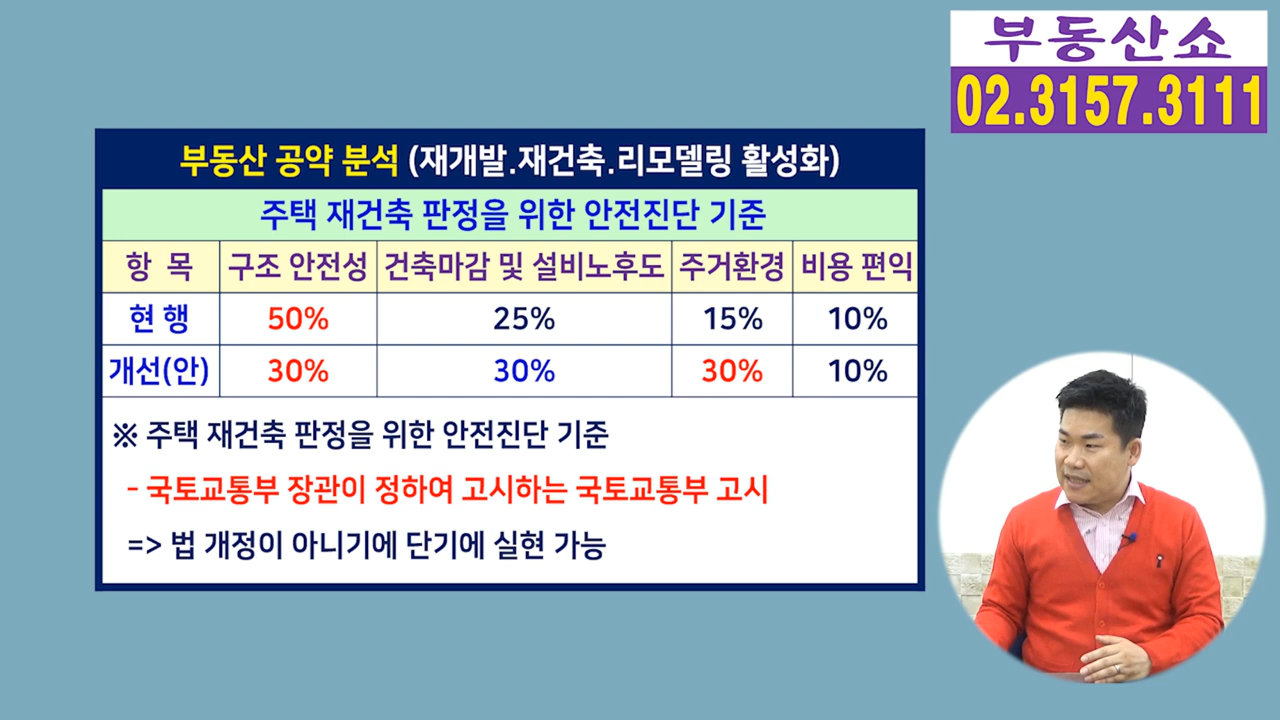 부동산쇼
02.3157.3111
부동산 공약 분석 (재개발.재건축.리모델링 활성화)
주택 재건축 판정을 위한 안전진단 기준
항 목 구조 안전성 건축마감 및 설비노후도 주거환경 비용 편익
현 행 50% 25% 15% 10%
개선(안) 30% 30% 30% 10%
※ 주택 재건축 판정을 위한 안전진단 기준
- 국토교통부 장관이 정하여 고시하는 국토교통부 고시
=> 법 개정이 아니기에 단기에 실현 가능